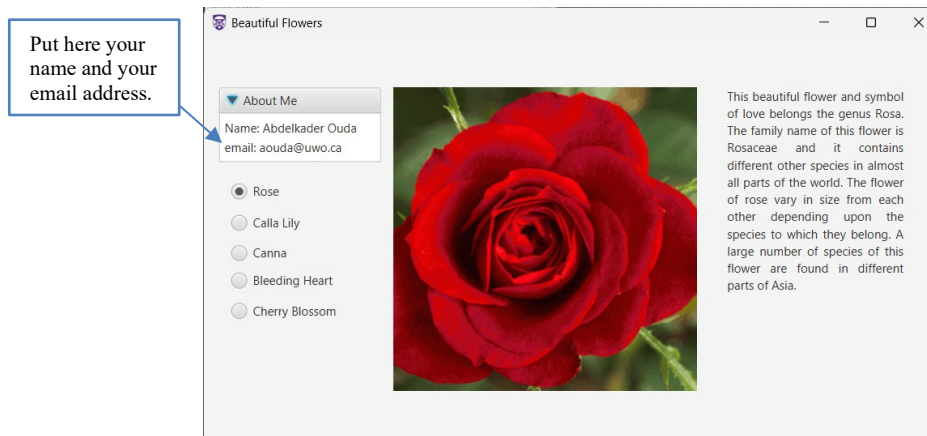 Put here your
name and your
email address.
Beautiful Flowers
About Me
Name: Abdelkader Ouda
email: aouda@uwo.ca
Rose
Calla Lily
Canna
Bleeding Heart
Cherry Blossom
This beautiful flower and symbol
of love belongs the genus Rosa.
The family name of this flower is
Rosaceae and it contains
different other species in almost
all parts of the world. The flower
of rose vary in size from each
other depending upon the
species to which they belong. A
large number of species of this
flower are found in different
parts of Asia.